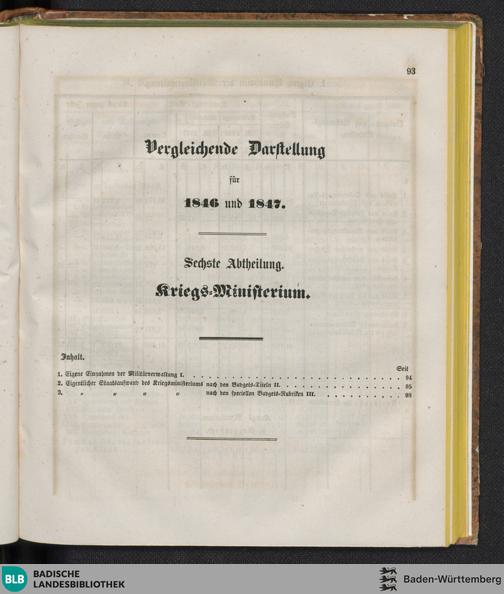 93
Vergleichende Darstellung
für
1846 und 1847.
Sechste Abtheilung.
Kriegs-Ministerium.
Inhalt.
Seit
1. Eigene Einnahmen der Militärverwaltung I. . . . . . . . . . . . . . . . . . . . . . . . 94
2. Eigentlicher Staatsaufwand des Kriegsministeriums nach den Budgets-Titeln II. . . . . . . . . . . . 95
3. „ „ „ „ nach den speciellen Budgets-Rubriken III. . . . . . . . . . 98
BLB BADISCHE
LANDESBIBLIOTHEK
Baden-Württemberg